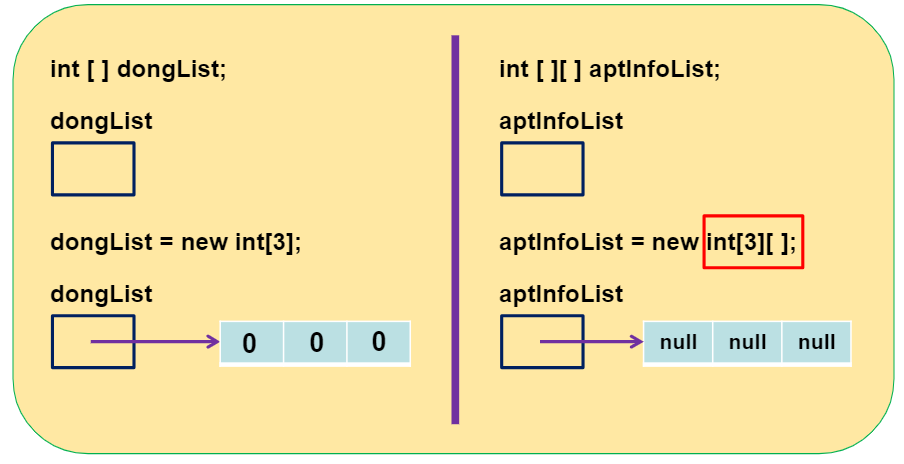 int [ ] dongList;
dongList
dongList = new int[3];
dongList
0 0 0
int [ ][ ] aptInfoList;
aptInfoList
aptInfoList = new int[3][ ];
aptInfoList
null null null